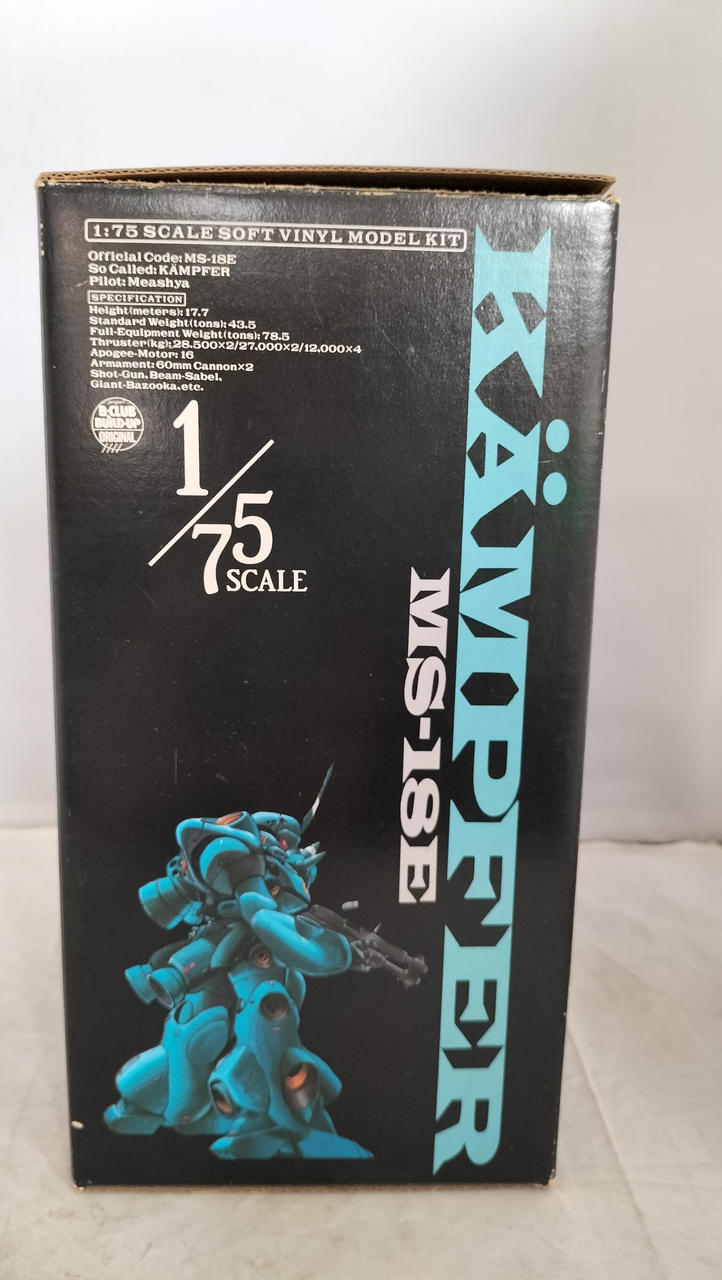 1:75 SCALE SOFT VINYL MODEL KIT
Official Code: MS-18E
So Called: KÄMPFER
Pilot: Meashya
SPECIFICATION
Height(meters): 17.7
Standard Weight(tons): 43.5
Full-Equipment Weight(tons): 78.5
Thruster(kg):28.500×2/27,000×2/12,000×4
Apogee-Motor: 16
Armament: 60mm Cannon×2
Shot-Gun. Beam-Sabel.
Giant-Bazooka.etc.
B-CLUB
BUILD-UP
ORIGINAL
1/75
SCALE
KÄMPFER
MS-18E